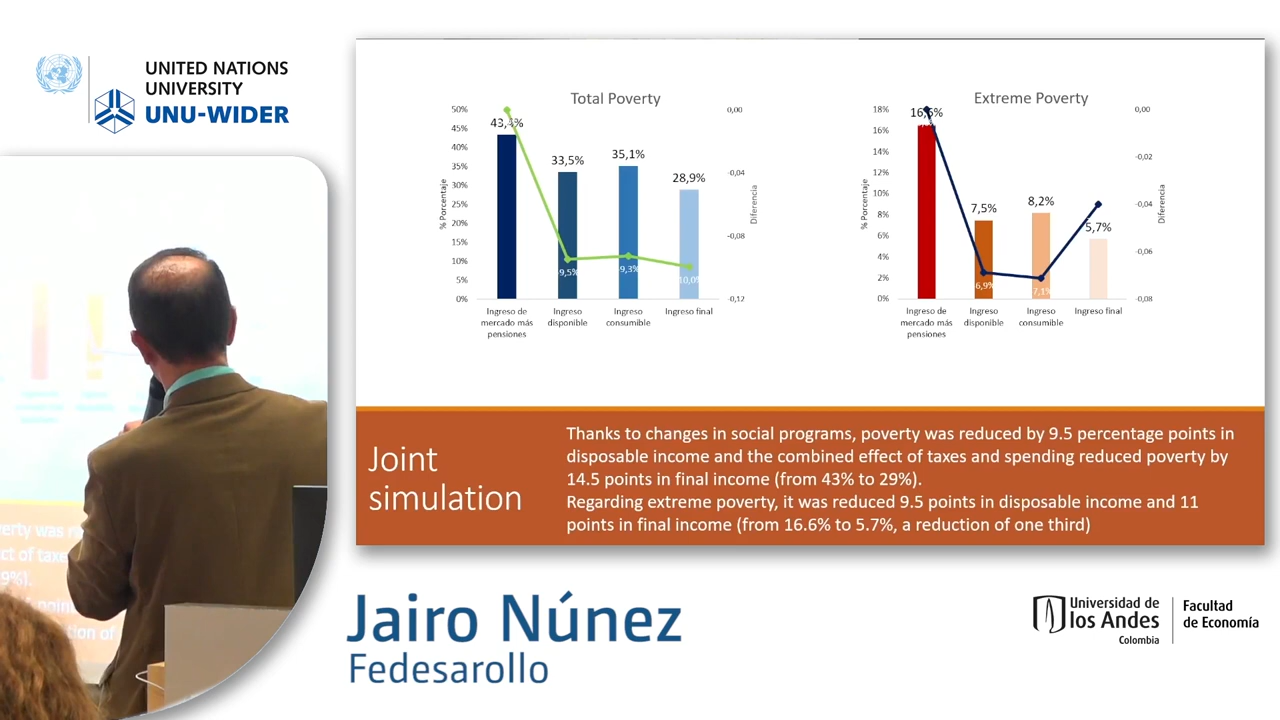 UNITED NATIONS
UNIVERSITY
UNU-WIDER
Total Poverty
50%
45%
40%
35%
30%
25%
20%
15%
10%
5%
0%
% Porcentaje
43,4%
33,5%
35,1%
28,9%
9,5%
9,3%
10,0%
0,00
-0,04
-0,08
-0,12
Diferencia
Ingreso de
mercado más
pensiones
Ingreso
disponible
Ingreso
consumible
Ingreso final
Extreme Poverty
18%
16%
14%
12%
10%
8%
6%
4%
2%
0%
% Porcentaje
16,6%
7,5%
8,2%
5,7%
6,9%
7,1%
0,00
-0,02
-0,04
-0,06
-0,08
Diferencia
Ingreso de
mercado más
pensiones
Ingreso
disponible
Ingreso
consumible
Ingreso final
Joint
simulation
Thanks to changes in social programs, poverty was reduced by 9.5 percentage points in
disposable income and the combined effect of taxes and spending reduced poverty by
14.5 points in final income (from 43% to 29%).
Regarding extreme poverty, it was reduced 9.5 points in disposable income and 11
points in final income (from 16.6% to 5.7%, a reduction of one third)
Jairo Núnez
Fedesarollo
Universidad de
los Andes
Colombia
Facultad
de Economía